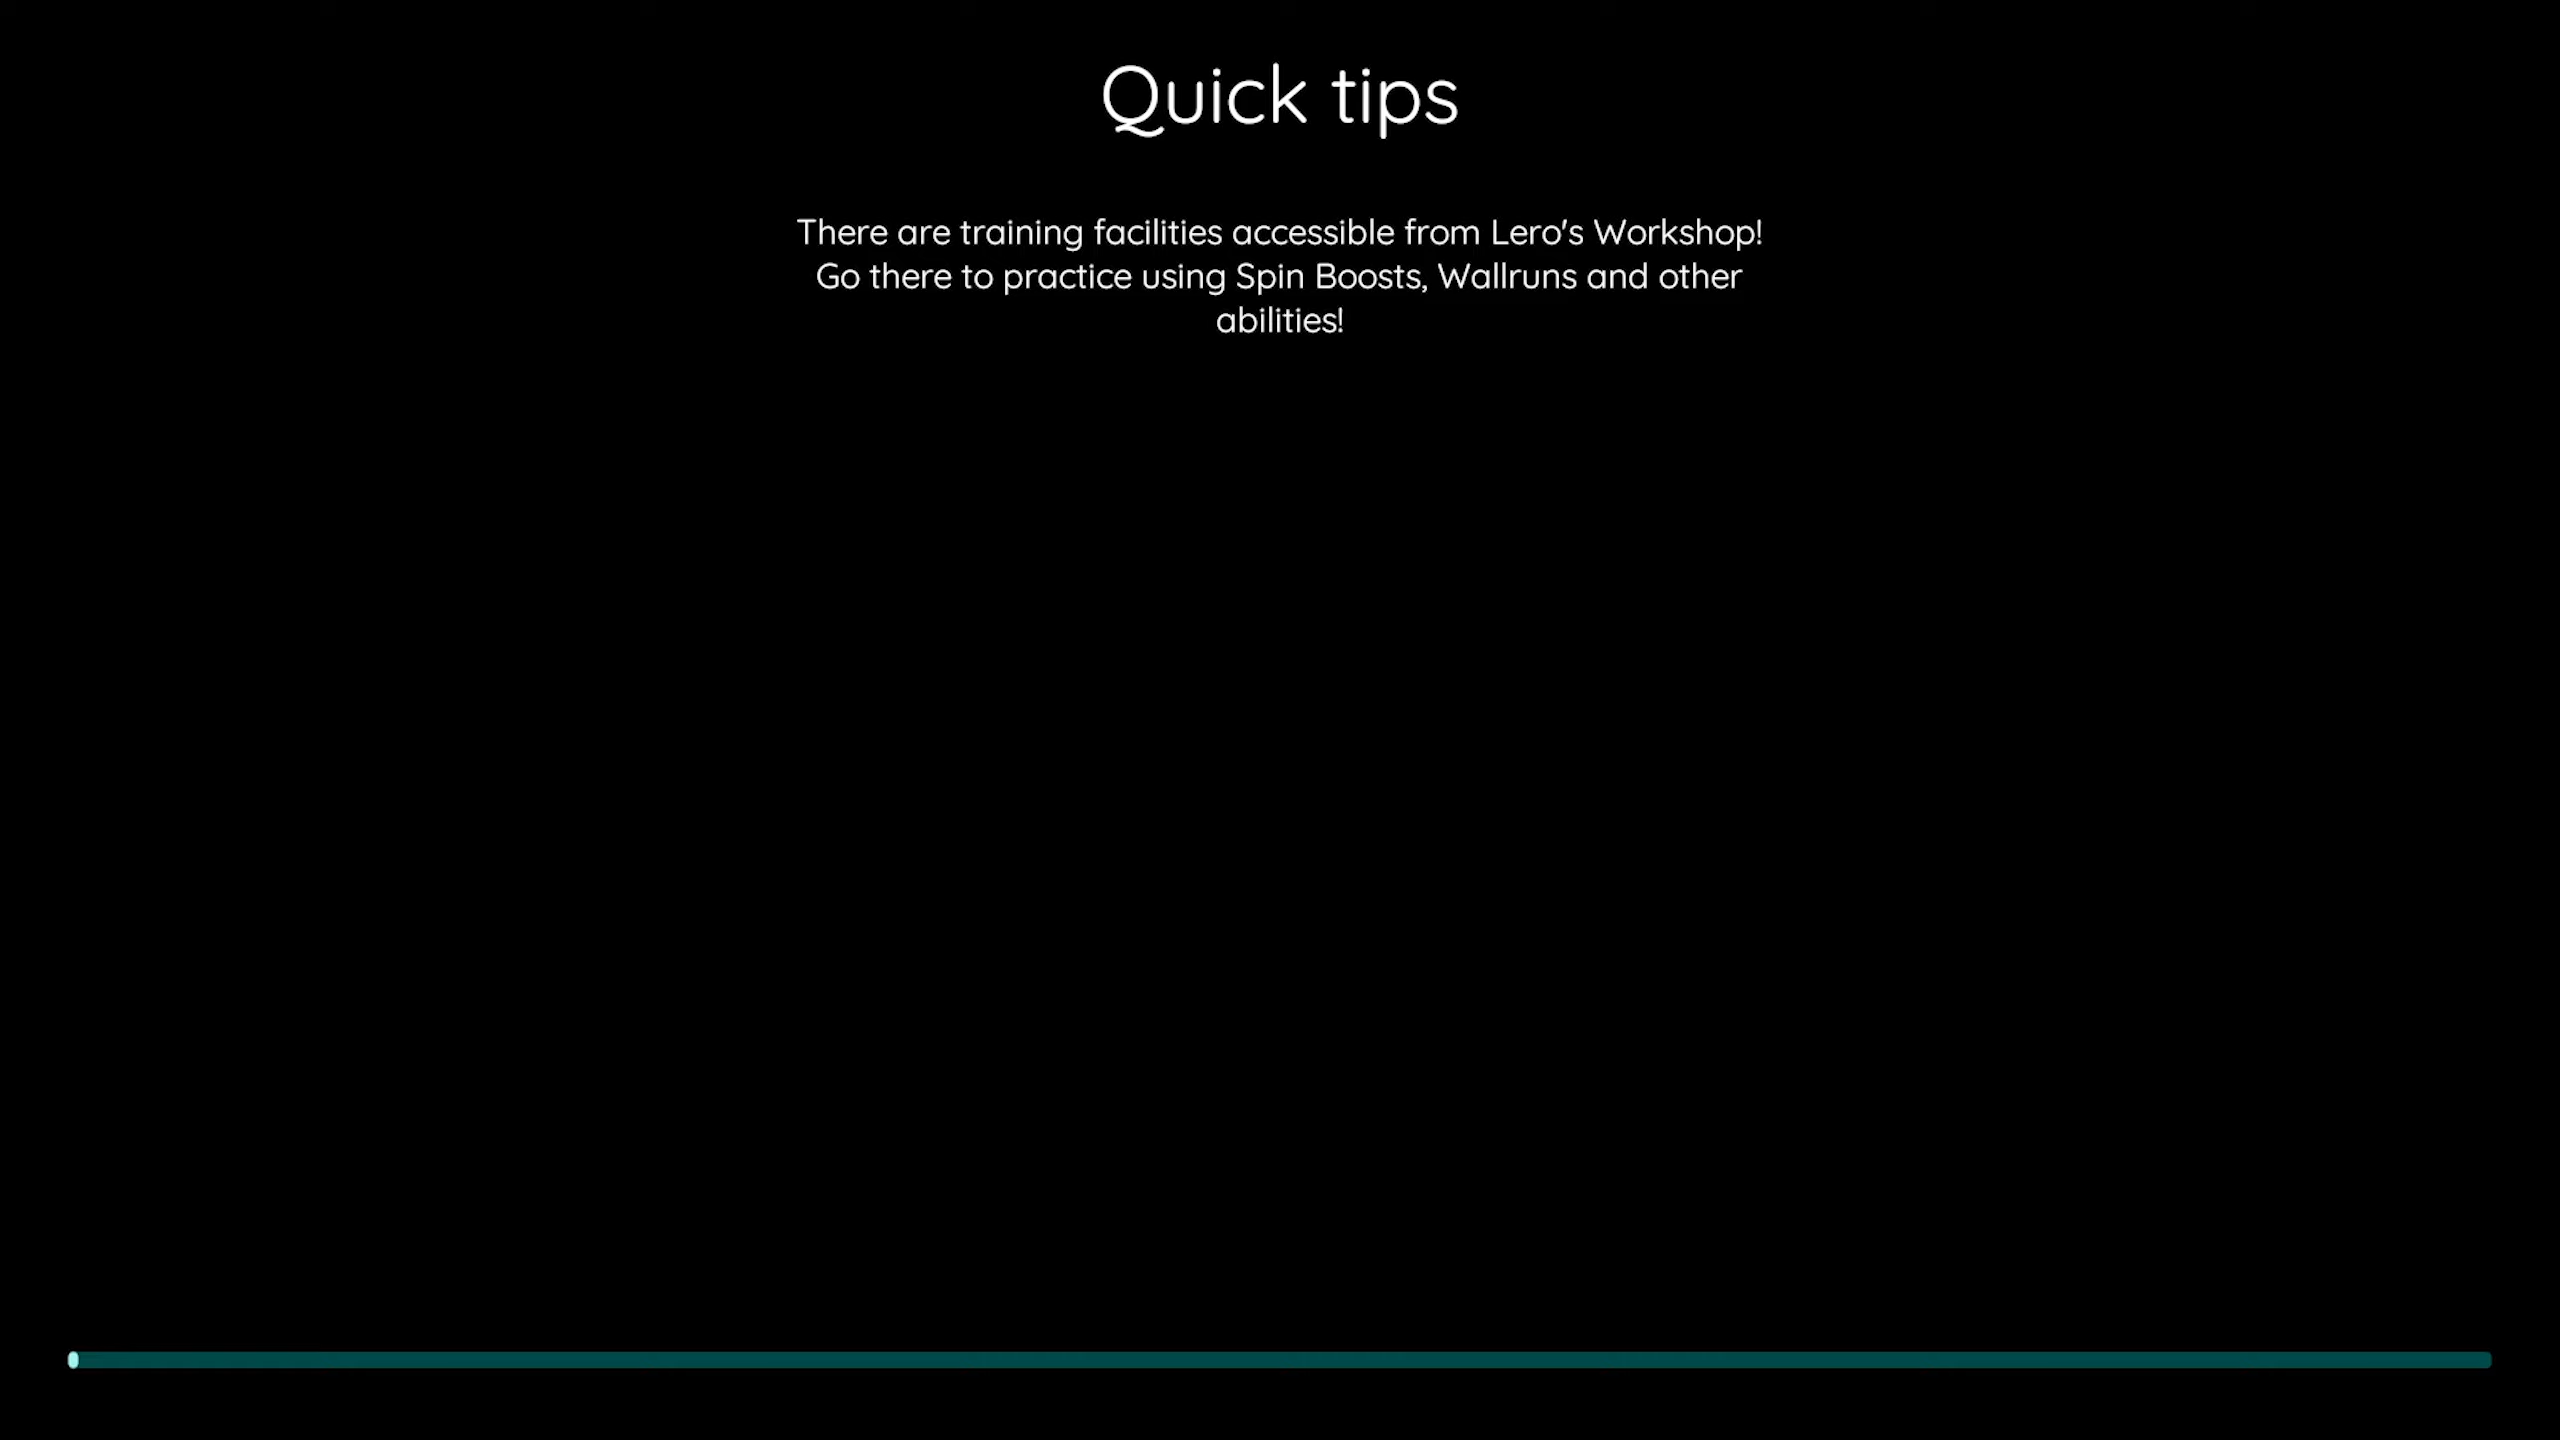 Quick tips
There are training facilities accessible from Lero's Workshop!
Go there to practice using Spin Boosts, Wallruns and other
abilities!